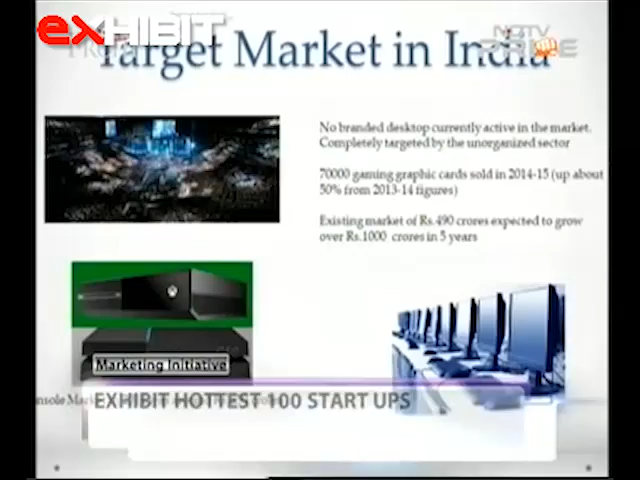 EXHIBIT
NDTV
PRIME
Target Market in India
No branded desktop currently active in the market.
Completely targeted by the unorganized sector
70000 gaming graphic cards sold in 2014-15 (up about
50% from 2013-14 figures)
Existing market of Rs.490 crores expected to grow
over Rs.1000 crores in 5 years
Marketing Initiative
EXHIBIT HOTTEST 100 START UPS